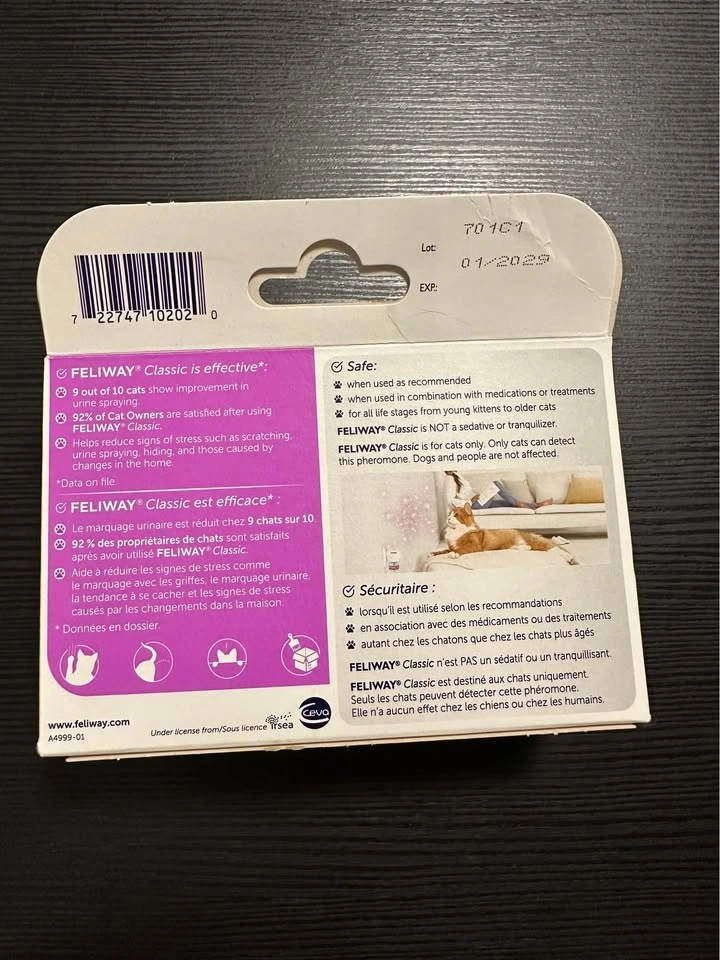 Lot: 701C1
EXP.: 01/2029
7 22747 10202 0
FELIWAY® Classic is effective*:
9 out of 10 cats show improvement in
urine spraying.
92% of Cat Owners are satisfied after using
FELIWAY® Classic.
Helps reduce signs of stress such as scratching,
urine spraying, hiding, and those caused by
changes in the home.
*Data on file.
FELIWAY® Classic est efficace* :
Le marquage urinaire est réduit chez 9 chats sur 10.
92 % des propriétaires de chats sont satisfaits
après avoir utilisé FELIWAY® Classic.
Aide à réduire les signes de stress comme
le marquage avec les griffes, le marquage urinaire,
la tendance à se cacher et les signes de stress
causés par les changements dans la maison.
* Données en dossier.
www.feliway.com
A4999-01
Under license from/Sous licence irsea
Ceva
Safe:
when used as recommended
when used in combination with medications or treatments
for all life stages from young kittens to older cats
FELIWAY® Classic is NOT a sedative or tranquilizer.
FELIWAY® Classic is for cats only. Only cats can detect
this pheromone. Dogs and people are not affected.
Sécuritaire :
lorsqu'il est utilisé selon les recommandations
en association avec des médicaments ou des traitements
autant chez les chatons que chez les chats plus âgés
FELIWAY® Classic n'est PAS un sédatif ou un tranquillisant.
FELIWAY® Classic est destiné aux chats uniquement.
Seuls les chats peuvent détecter cette phéromone.
Elle n'a aucun effet chez les chiens ou chez les humains.